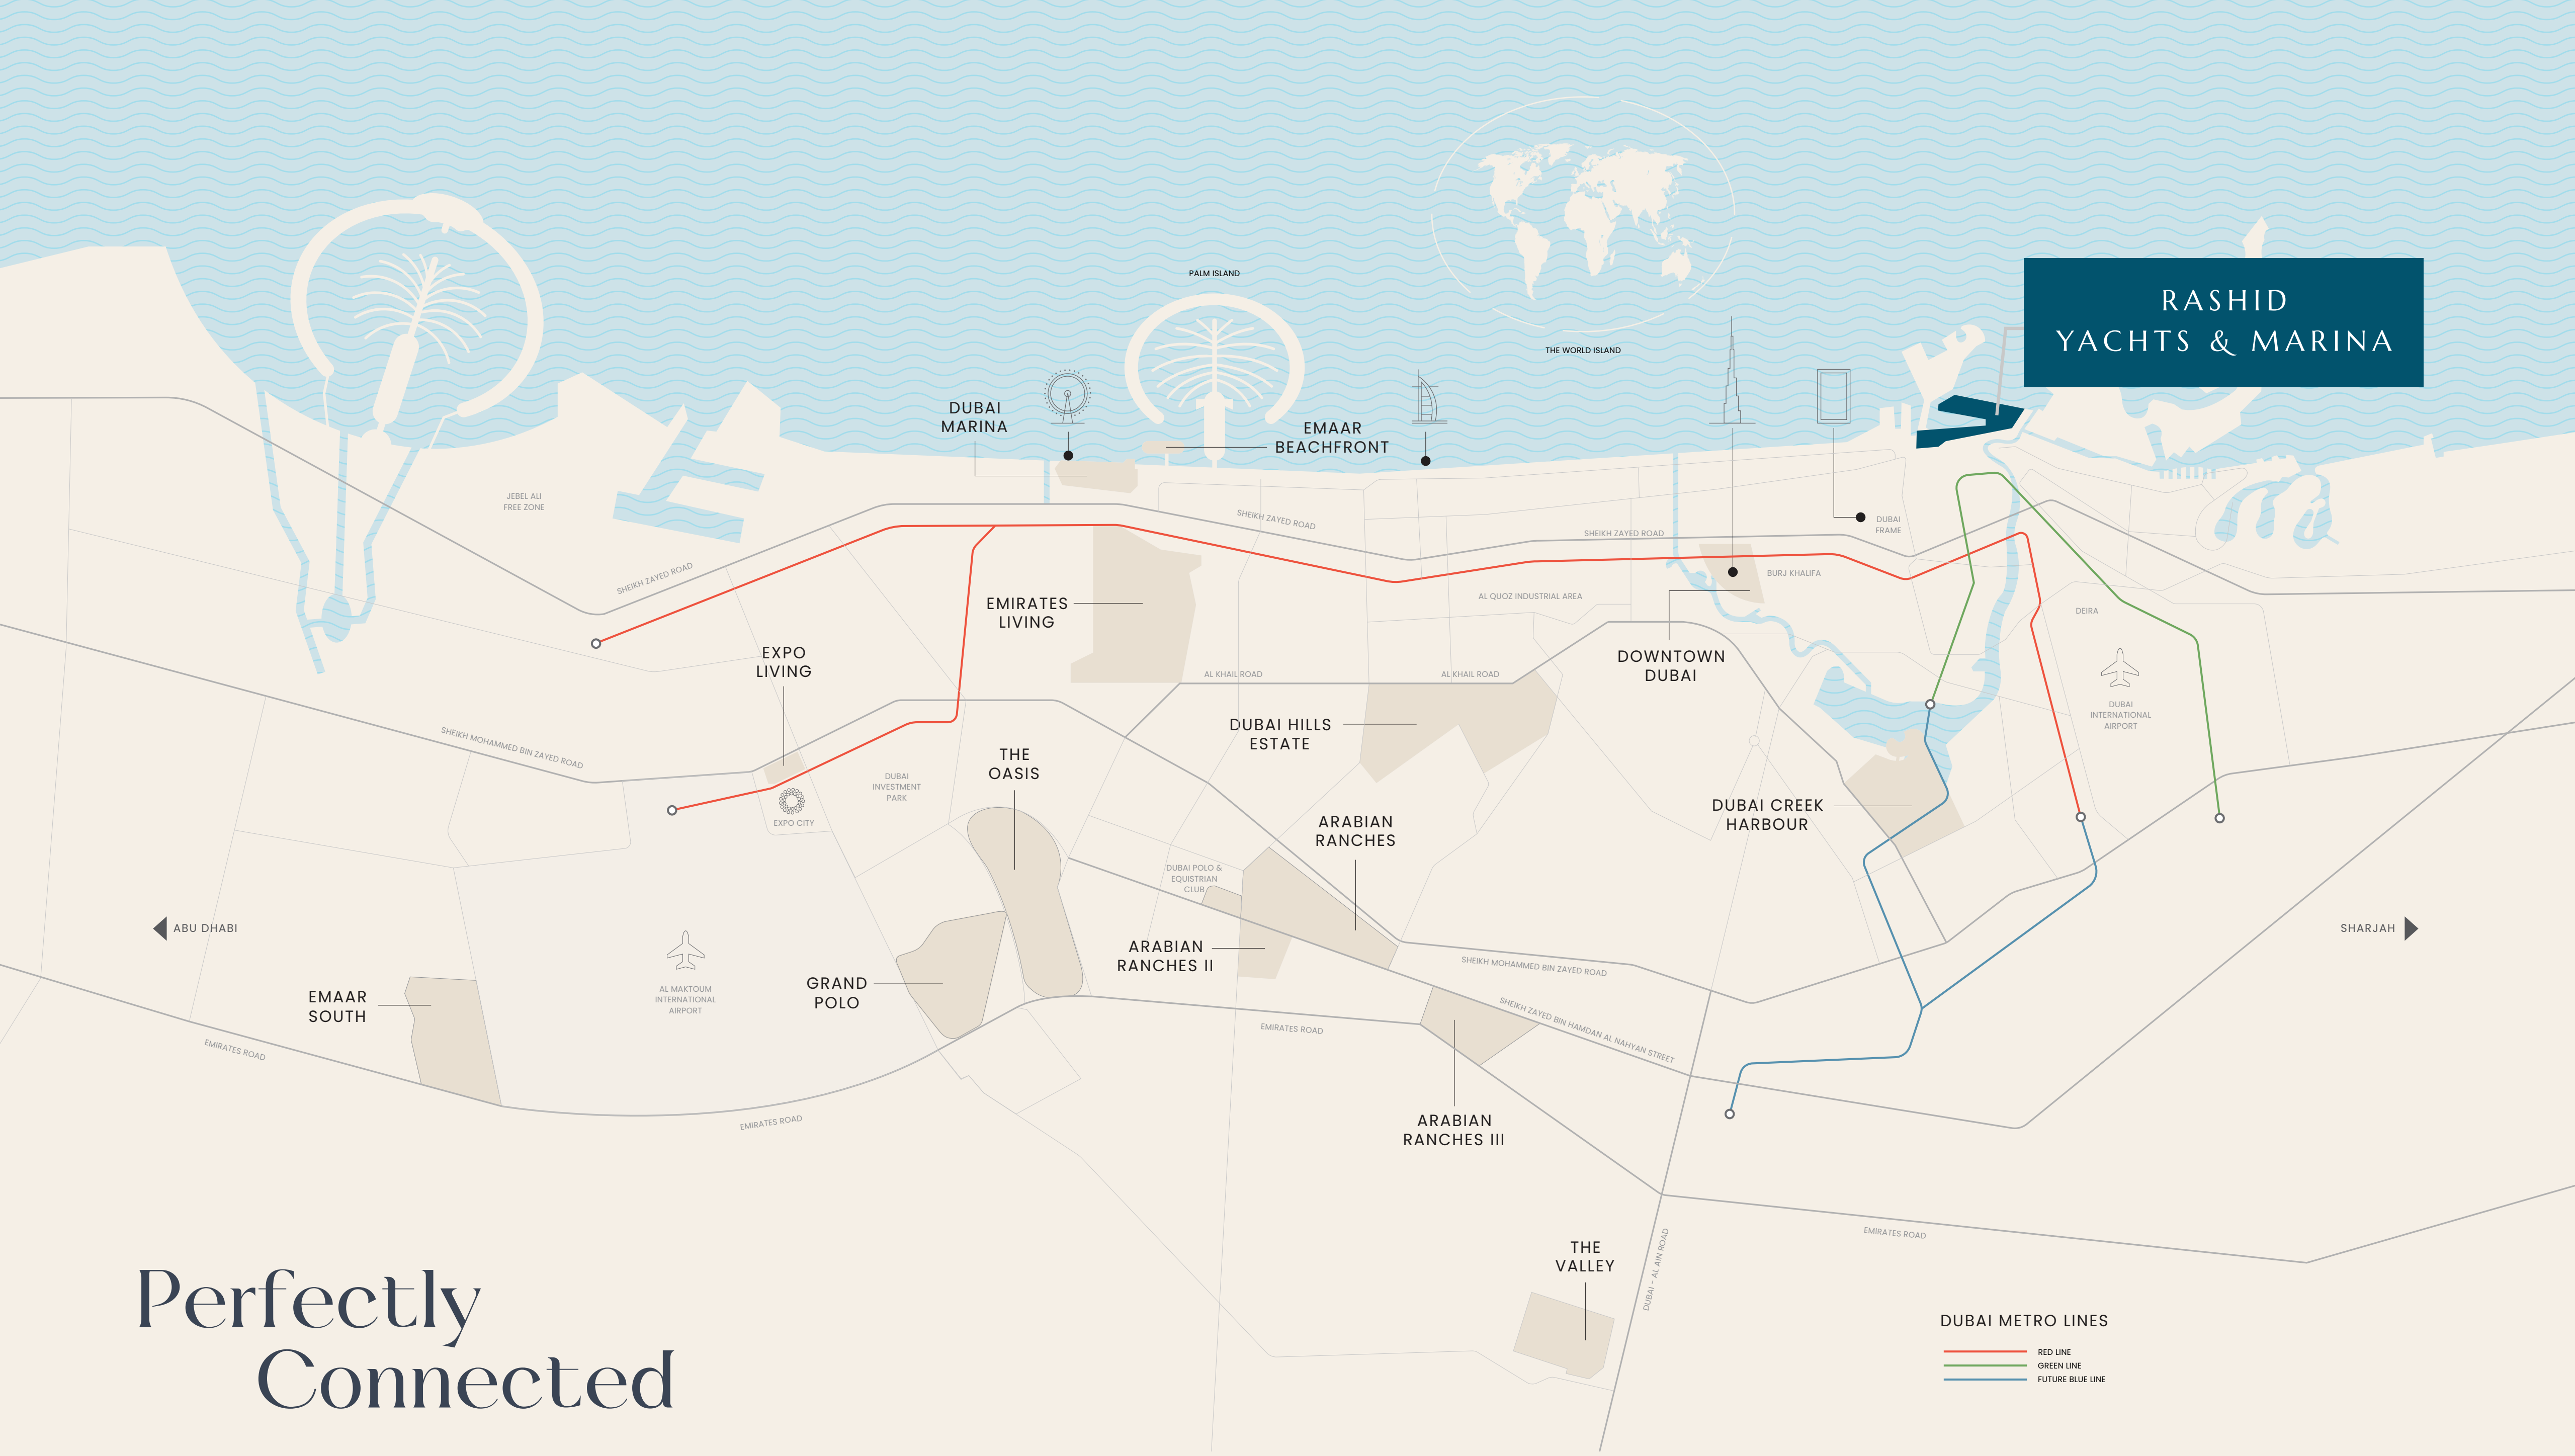 PALM ISLAND
THE WORLD ISLAND
RASHID
YACHTS & MARINA
DUBAI
MARINA
EMAAR
BEACHFRONT
JEBEL ALI
FREE ZONE
SHEIKH ZAYED ROAD
SHEIKH ZAYED ROAD
SHEIKH ZAYED ROAD
DUBAI
FRAME
BURJ KHALIFA
AL QUOZ INDUSTRIAL AREA
DEIRA
EMIRATES
LIVING
EXPO
LIVING
DOWNTOWN
DUBAI
AL KHAIL ROAD
AL KHAIL ROAD
DUBAI
INTERNATIONAL
AIRPORT
DUBAI HILLS
ESTATE
SHEIKH MOHAMMED BIN ZAYED ROAD
THE
OASIS
DUBAI
INVESTMENT
PARK
EXPO CITY
DUBAI CREEK
HARBOUR
ARABIAN
RANCHES
DUBAI POLO &
EQUISTRIAN
CLUB
ABU DHABI
SHARJAH
ARABIAN
RANCHES II
SHEIKH MOHAMMED BIN ZAYED ROAD
GRAND
POLO
AL MAKTOUM
INTERNATIONAL
AIRPORT
EMAAR
SOUTH
EMIRATES ROAD
EMIRATES ROAD
SHEIKH ZAYED BIN HAMDAN AL NAHYAN STREET
EMIRATES ROAD
ARABIAN
RANCHES III
EMIRATES ROAD
THE
VALLEY
DUBAI - AL AIN ROAD
Perfectly
Connected
DUBAI METRO LINES
RED LINE
GREEN LINE
FUTURE BLUE LINE